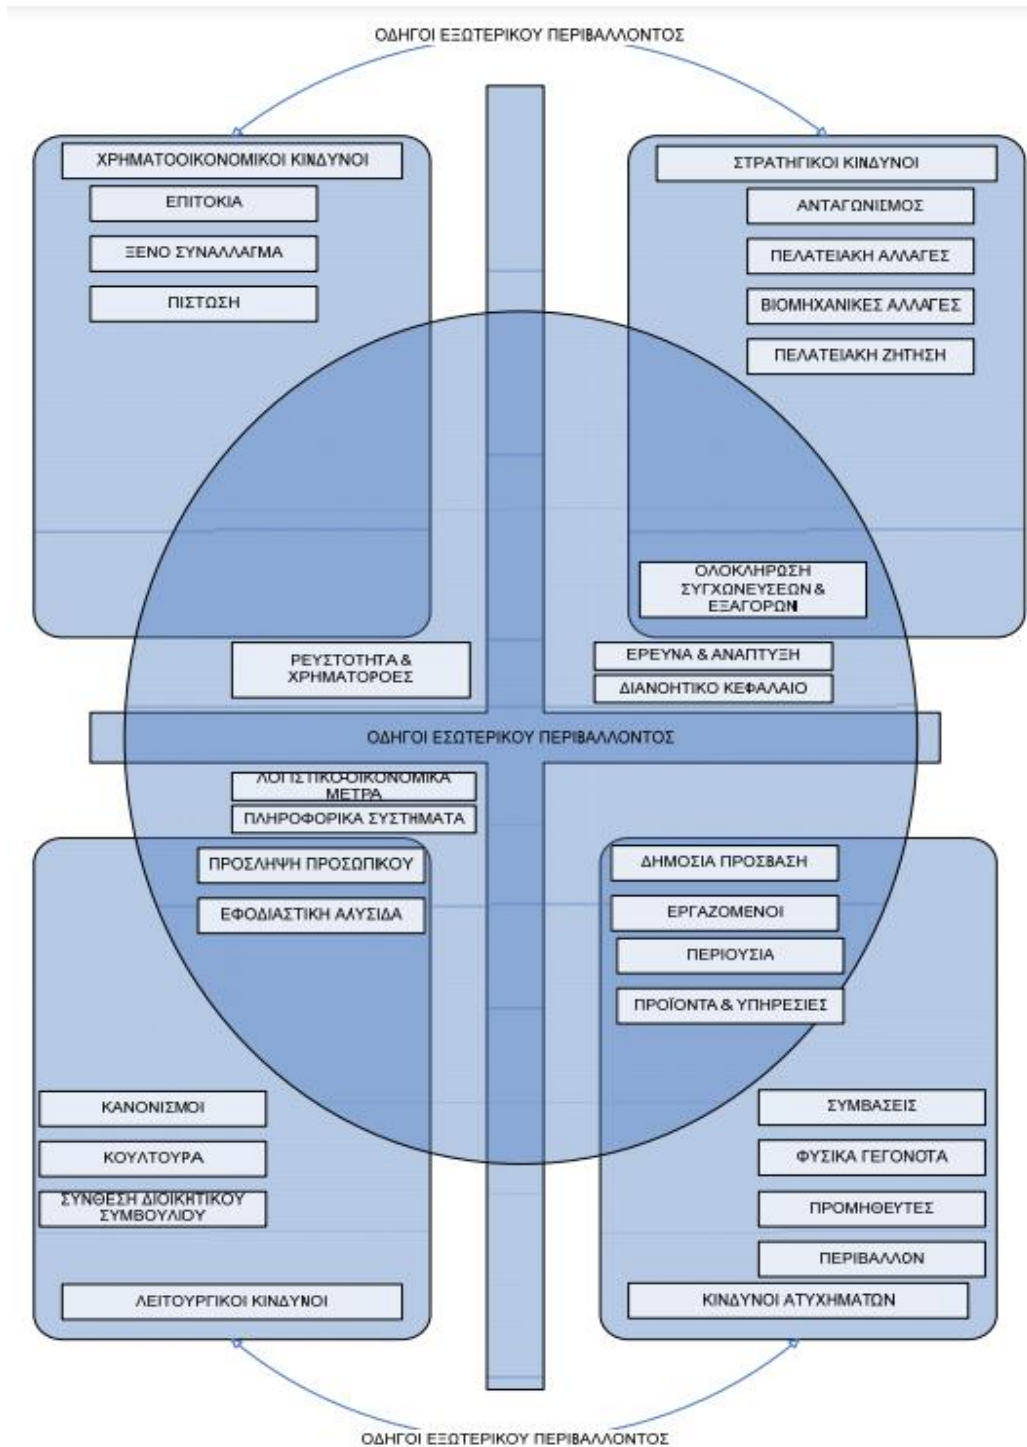 ΟΔΗΓΟΙ ΕΞΩΤΕΡΙΚΟΥ ΠΕΡΙΒΑΛΛΟΝΤΟΣ
ΧΡΗΜΑΤΟΟΙΚΟΝΟΜΙΚΟΙ ΚΙΝΔΥΝΟΙ
ΕΠΙΤΟΚΙΑ
ΞΕΝΟ ΣΥΝΑΛΛΑΓΜΑ
ΠΙΣΤΩΣΗ
ΣΤΡΑΤΗΓΙΚΟΙ ΚΙΝΔΥΝΟΙ
ΑΝΤΑΓΩΝΙΣΜΟΣ
ΠΕΛΑΤΕΙΑΚΗ ΑΛΛΑΓΕΣ
ΒΙΟΜΗΧΑΝΙΚΕΣ ΑΛΛΑΓΕΣ
ΠΕΛΑΤΕΙΑΚΗ ΖΗΤΗΣΗ
ΟΛΟΚΛΗΡΩΣΗ
ΣΥΓΧΩΝΕΥΣΕΩΝ &
ΕΞΑΓΟΡΩΝ
ΡΕΥΣΤΟΤΗΤΑ &
ΧΡΗΜΑΤΟΡΟΕΣ
ΕΡΕΥΝΑ & ΑΝΑΠΤΥΞΗ
ΔΙΑΝΟΗΤΙΚΟ ΚΕΦΑΛΑΙΟ
ΟΔΗΓΟΙ ΕΣΩΤΕΡΙΚΟΥ ΠΕΡΙΒΑΛΛΟΝΤΟΣ
ΛΟΓΙΣΤΙΚΟ-ΟΙΚΟΝΟΜΙΚΑ
ΜΕΤΡΑ
ΠΛΗΡΟΦΟΡΙΚΑ ΣΥΣΤΗΜΑΤΑ
ΠΡΟΣΛΗΨΗ ΠΡΟΣΩΠΙΚΟΥ
ΕΦΟΔΙΑΣΤΙΚΗ ΑΛΥΣΙΔΑ
ΔΗΜΟΣΙΑ ΠΡΟΣΒΑΣΗ
ΕΡΓΑΖΟΜΕΝΟΙ
ΠΕΡΙΟΥΣΙΑ
ΠΡΟΪΟΝΤΑ & ΥΠΗΡΕΣΙΕΣ
ΚΑΝΟΝΙΣΜΟΙ
ΚΟΥΛΤΟΥΡΑ
ΣΥΝΘΕΣΗ ΔΙΟΙΚΗΤΙΚΟΥ
ΣΥΜΒΟΥΛΙΟΥ
ΛΕΙΤΟΥΡΓΙΚΟΙ ΚΙΝΔΥΝΟΙ
ΣΥΜΒΑΣΕΙΣ
ΦΥΣΙΚΑ ΓΕΓΟΝΟΤΑ
ΠΡΟΜΗΘΕΥΤΕΣ
ΠΕΡΙΒΑΛΛΟΝ
ΚΙΝΔΥΝΟΙ ΑΤΥΧΗΜΑΤΩΝ
ΟΔΗΓΟΙ ΕΞΩΤΕΡΙΚΟΥ ΠΕΡΙΒΑΛΛΟΝΤΟΣ